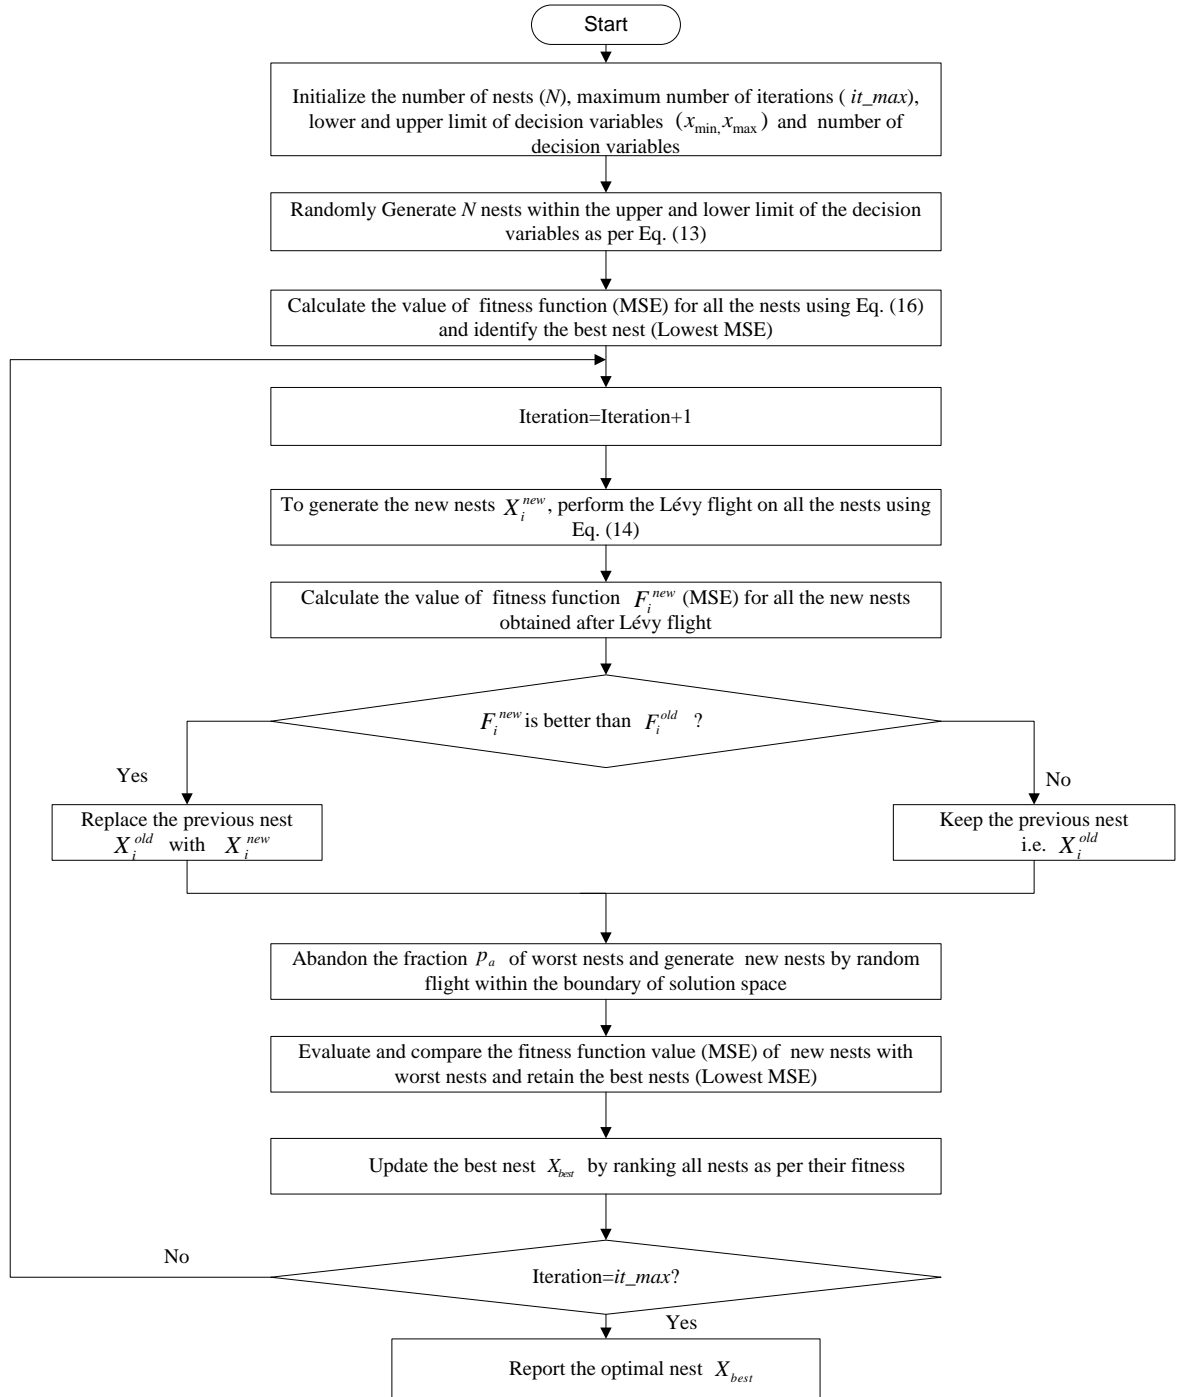 Start
Initialize the number of nests (N), maximum number of iterations ( it_max),
lower and upper limit of decision variables (x_min, x_max) and number of
decision variables
Randomly Generate N nests within the upper and lower limit of the decision
variables as per Eq. (13)
Calculate the value of fitness function (MSE) for all the nests using Eq. (16)
and identify the best nest (Lowest MSE)
Iteration=Iteration+1
To generate the new nests X_i^new, perform the Lévy flight on all the nests using
Eq. (14)
Calculate the value of fitness function F_i^new (MSE) for all the new nests
obtained after Lévy flight
F_i^new is better than F_i^old ?
Yes
No
Replace the previous nest
X_i^old with X_i^new
Keep the previous nest
i.e. X_i^old
Abandon the fraction p_a of worst nests and generate new nests by random
flight within the boundary of solution space
Evaluate and compare the fitness function value (MSE) of new nests with
worst nests and retain the best nests (Lowest MSE)
Update the best nest X_best by ranking all nests as per their fitness
No
Iteration=it_max?
Yes
Report the optimal nest X_best